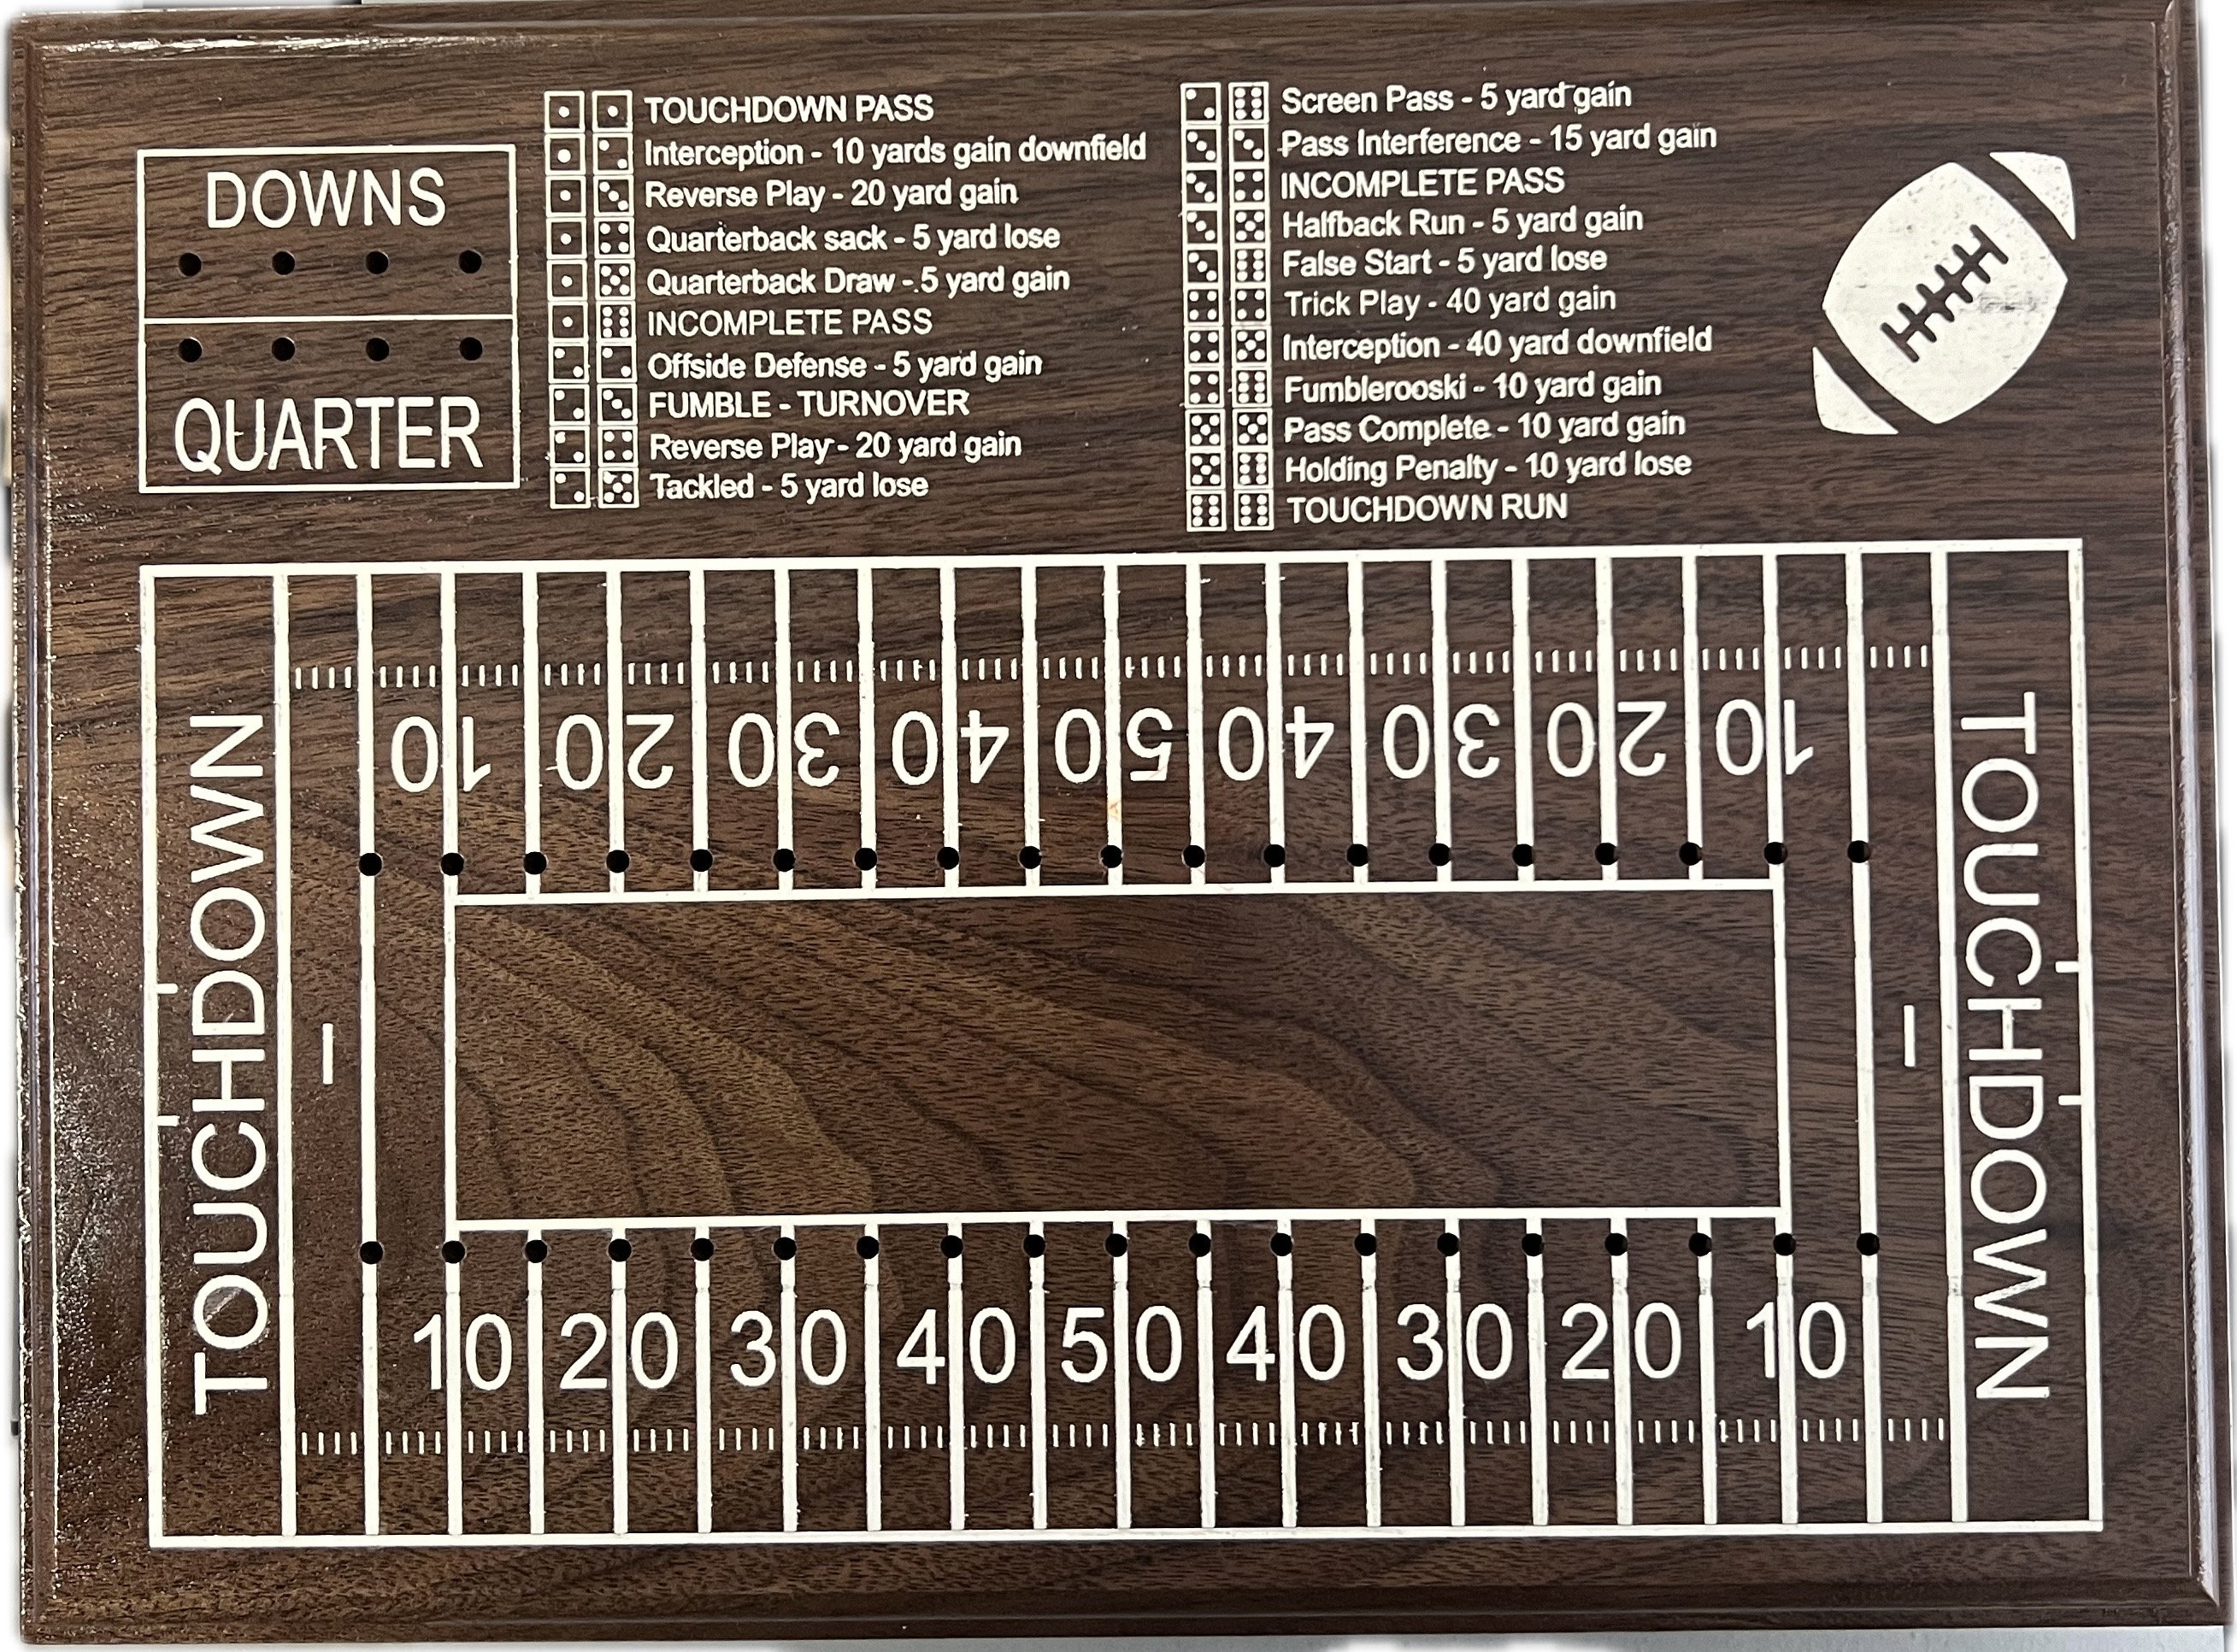 DOWNS
QUARTER
TOUCHDOWN PASS
Interception - 10 yards gain downfield
Reverse Play - 20 yard gain
Quarterback sack - 5 yard lose
Quarterback Draw - 5 yard gain
INCOMPLETE PASS
Offside Defense - 5 yard gain
FUMBLE - TURNOVER
Reverse Play - 20 yard gain
Tackled - 5 yard lose
Screen Pass - 5 yard gain
Pass Interference - 15 yard gain
INCOMPLETE PASS
Halfback Run - 5 yard gain
False Start - 5 yard lose
Trick Play - 40 yard gain
Interception - 40 yard downfield
Fumblerooski - 10 yard gain
Pass Complete - 10 yard gain
Holding Penalty - 10 yard lose
TOUCHDOWN RUN
TOUCHDOWN
10 20 30 40 50 40 30 20 10
10 20 30 40 50 40 30 20 10
TOUCHDOWN